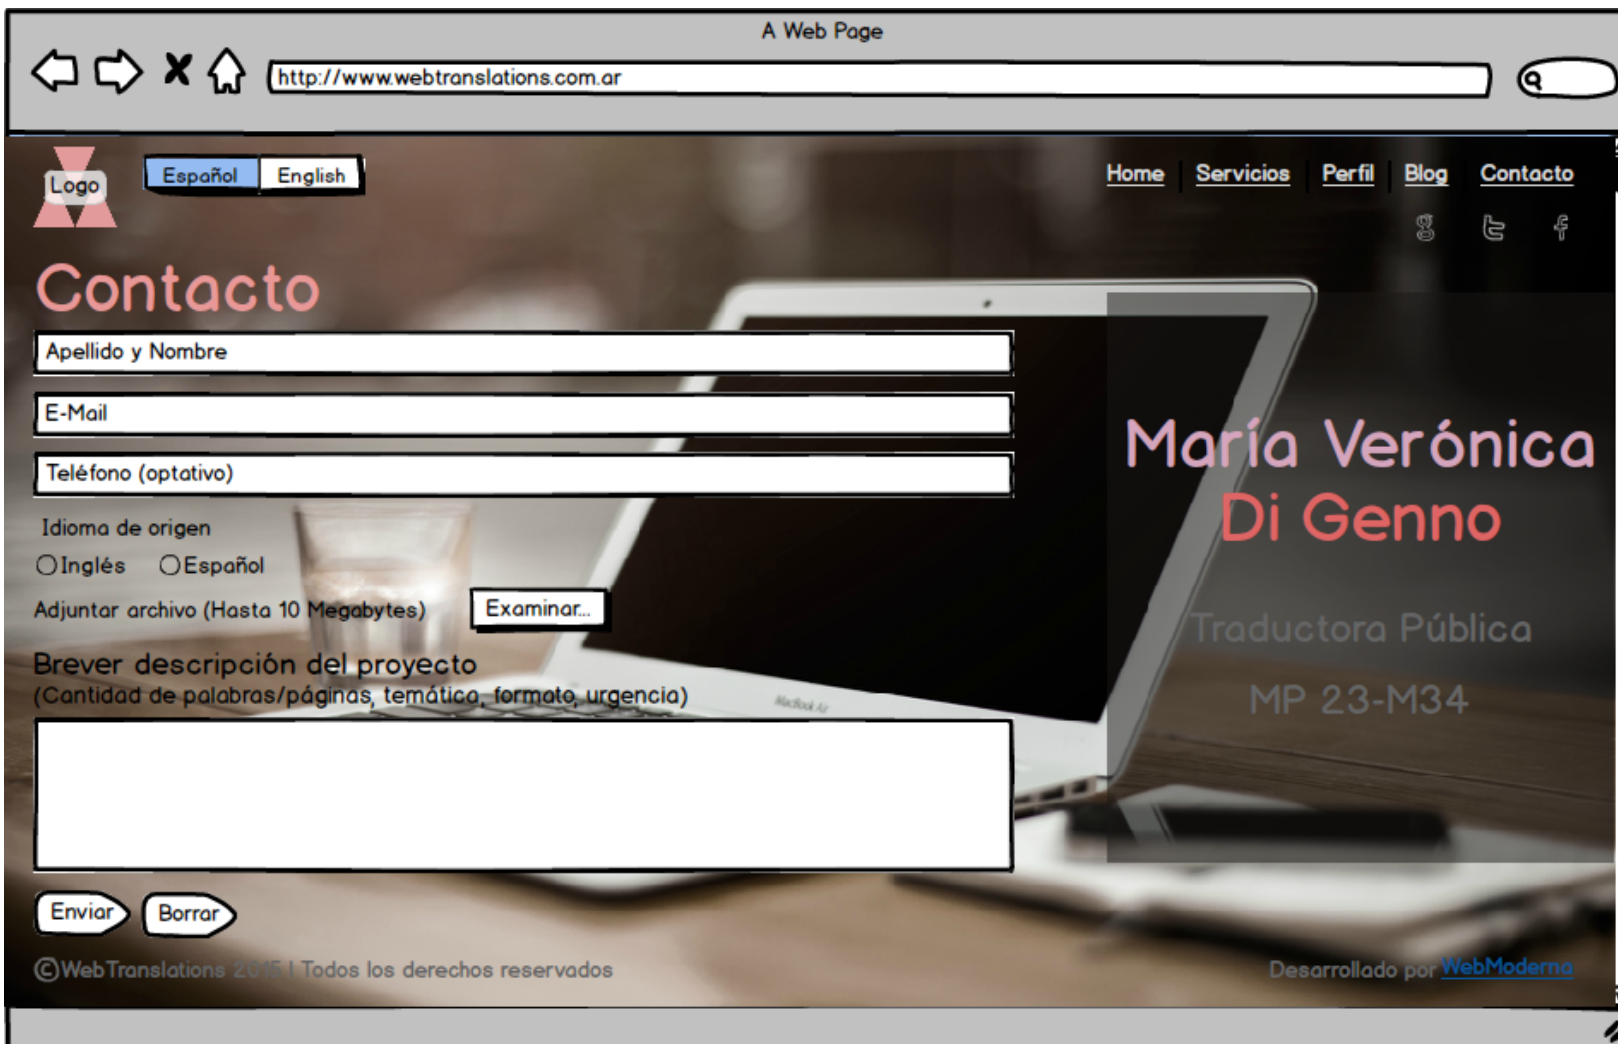 A Web Page
http://www.webtranslations.com.ar
Logo
Español English
Home Servicios Perfil Blog Contacto
g t f
Contacto
Apellido y Nombre
E-Mail
Teléfono (optativo)
Idioma de origen
Inglés Español
Adjuntar archivo (Hasta 10 Megabytes) Examinar...
Brever descripción del proyecto
(Cantidad de palabras/páginas, temática, formato, urgencia)
MacBook Air
María Verónica
Di Genno
Traductora Pública
MP 23-M34
Enviar Borrar
©WebTranslations 2015 | Todos los derechos reservados
Desarrollado por WebModerna